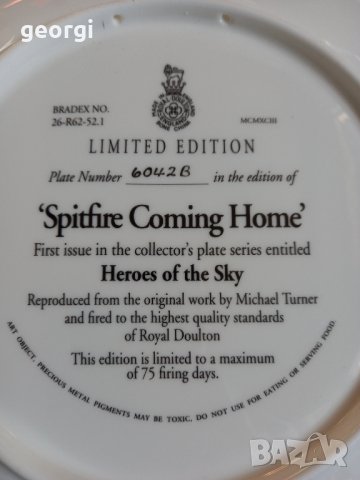 georgi
BRADEX NO.
26-R62-52.1
MCMXCIII
LIMITED EDITION
Plate Number 6042B in the edition of
'Spitfire Coming Home'
First issue in the collector's plate series entitled
Heroes of the Sky
Reproduced from the original work by Michael Turner
and fired to the highest quality standards
of Royal Doulton
This edition is limited to a maximum
of 75 firing days.
ART OBJECT. PRECIOUS METAL PIGMENTS MAY BE TOXIC. DO NOT USE FOR EATING OR SERVING FOOD.
BAZAR